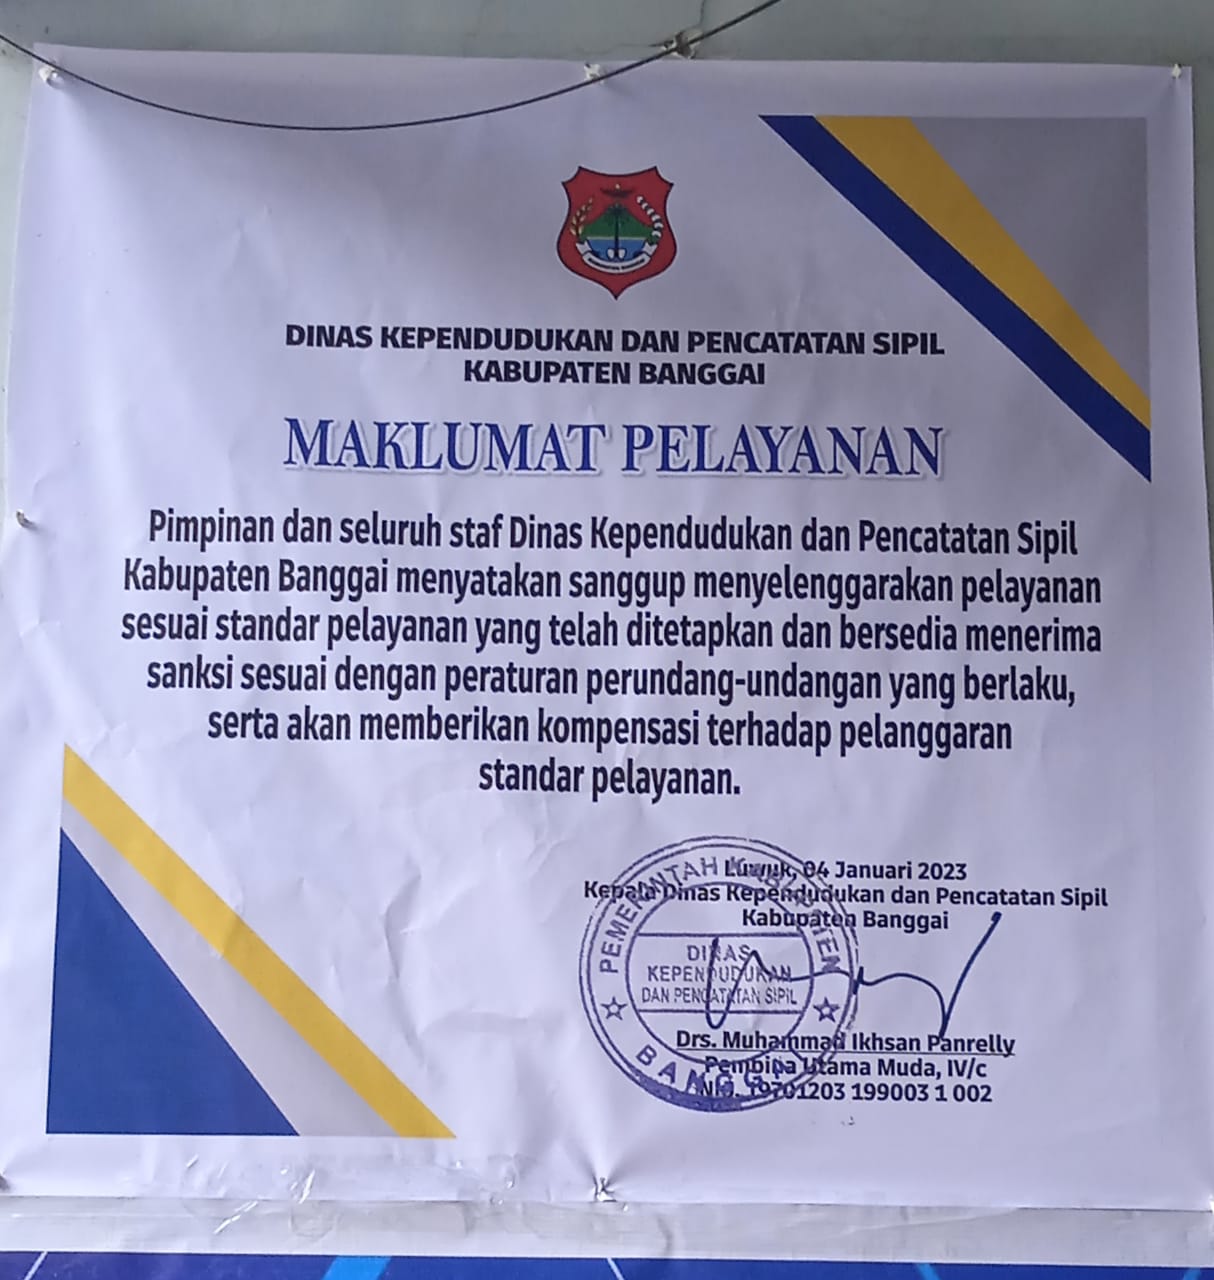 DINAS KEPENDUDUKAN DAN PENCATATAN SIPIL
KABUPATEN BANGGAI
MAKLUMAT PELAYANAN
Pimpinan dan seluruh staf Dinas Kependudukan dan Pencatatan Sipil
Kabupaten Banggai menyatakan sanggup menyelenggarakan pelayanan
sesuai standar pelayanan yang telah ditetapkan dan bersedia menerima
sanksi sesuai dengan peraturan perundang-undangan yang berlaku,
serta akan memberikan kompensasi terhadap pelanggaran
standar pelayanan.
Luwuk, 04 Januari 2023
Kepala Dinas Kependudukan dan Pencatatan Sipil
Kabupaten Banggai
PEMERINTAH KABUPATEN
DINAS
KEPENDUDUKAN
DAN PENCATATAN SIPIL
BANGGAI
Drs. Muhammad Ikhsan Panrelly
Pembina Utama Muda, IV/c
NIP. 19701203 199003 1 002